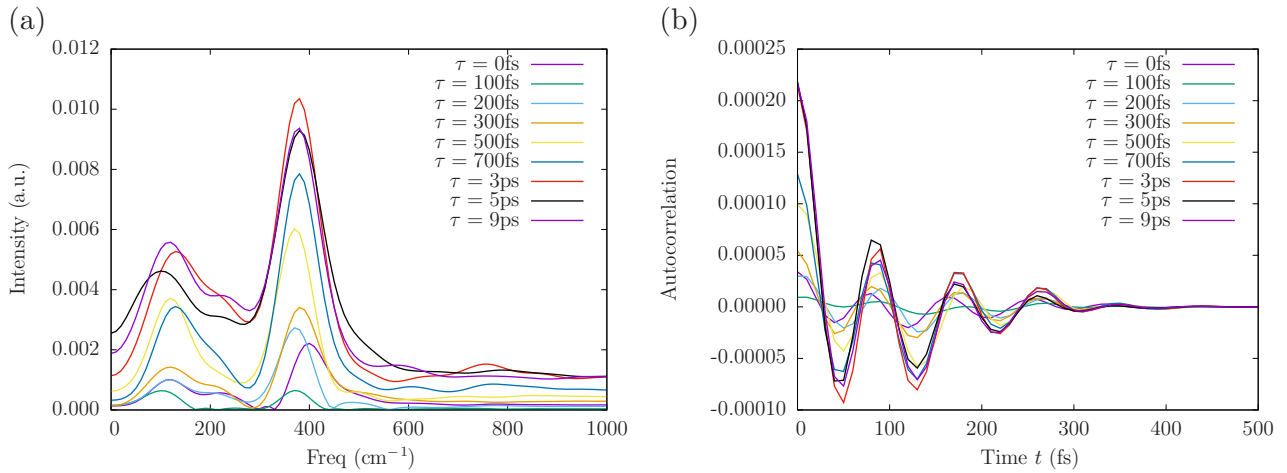 (a)
0.012
0.010
0.008
0.006
0.004
0.002
0.000
Intensity (a.u.)
0 200 400 600 800 1000
Freq (cm⁻¹)
τ = 0fs
τ = 100fs
τ = 200fs
τ = 300fs
τ = 500fs
τ = 700fs
τ = 3ps
τ = 5ps
τ = 9ps
(b)
0.00025
0.00020
0.00015
0.00010
0.00005
0.00000
-0.00005
-0.00010
Autocorrelation
0 100 200 300 400 500
Time t (fs)
τ = 0fs
τ = 100fs
τ = 200fs
τ = 300fs
τ = 500fs
τ = 700fs
τ = 3ps
τ = 5ps
τ = 9ps